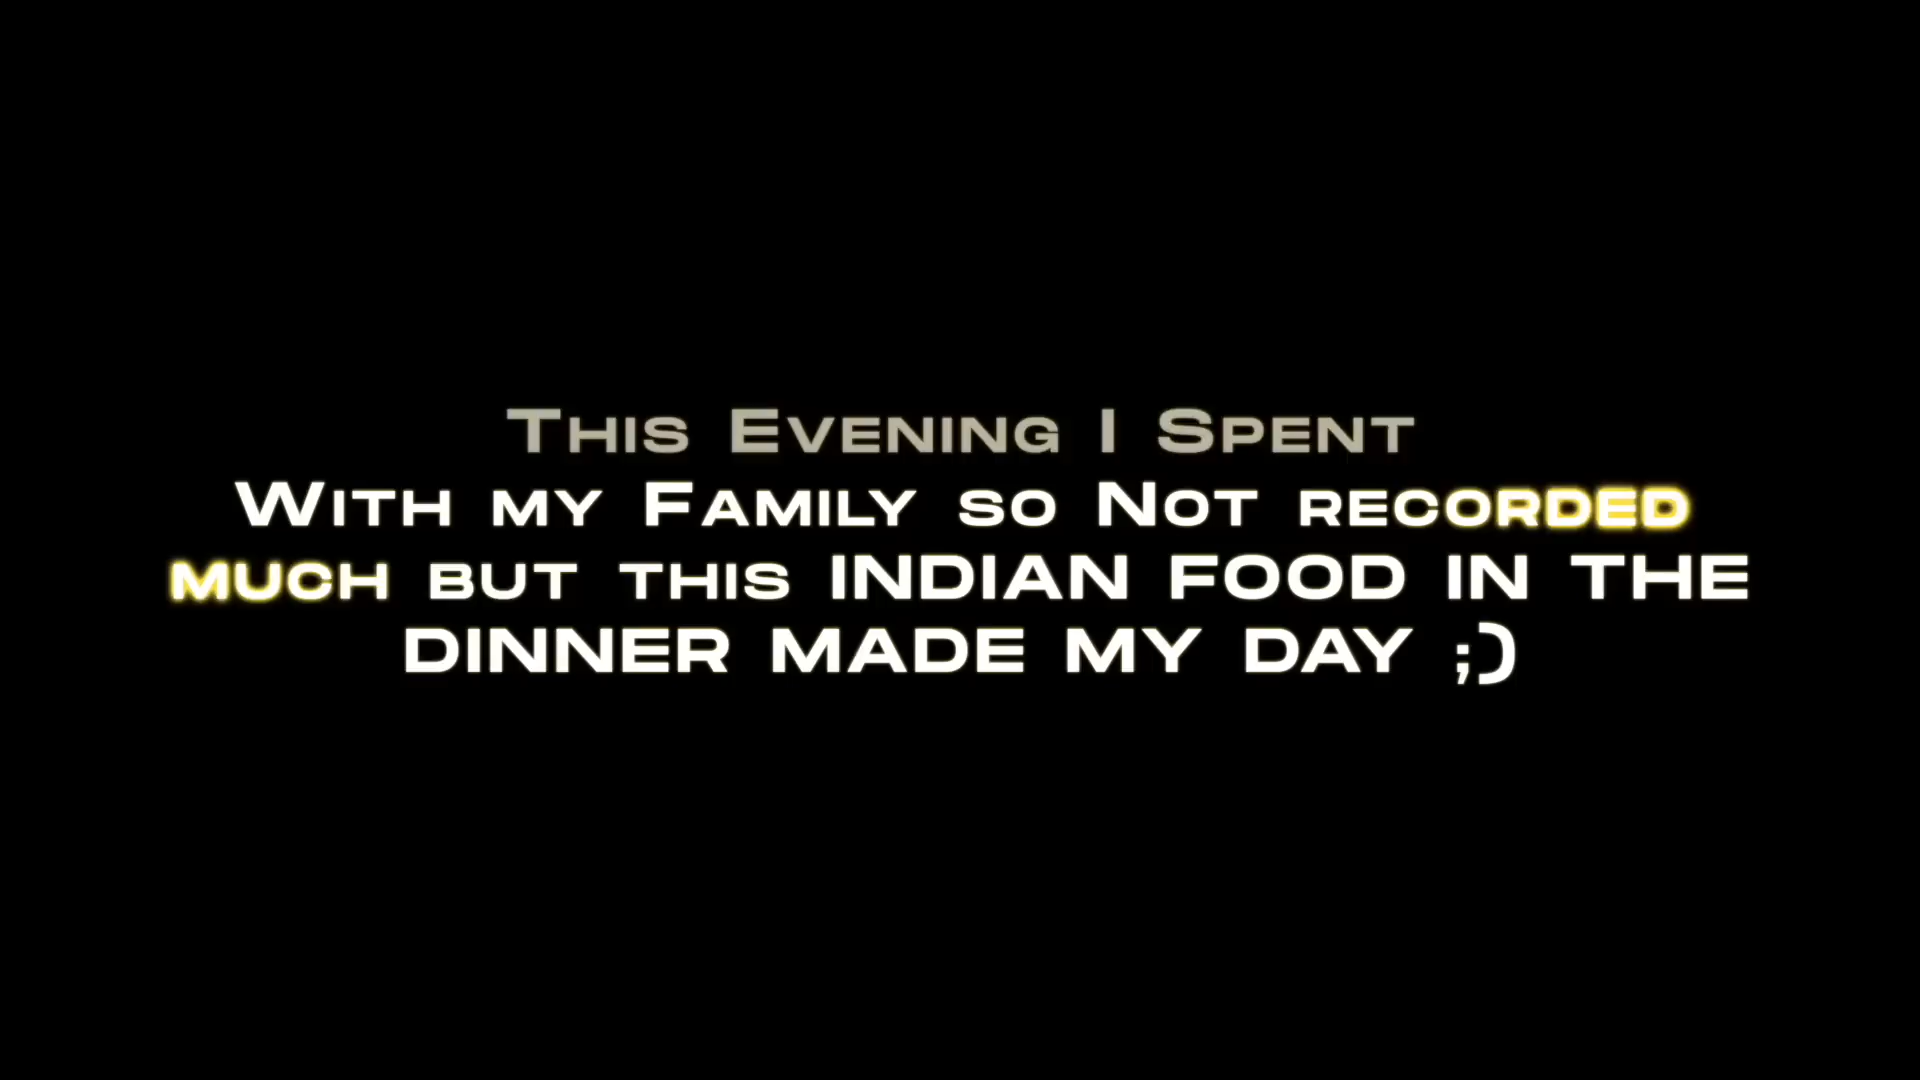 This Evening I Spent
With my Family so Not recorded
much but this INDIAN FOOD IN THE
DINNER MADE MY DAY ;)